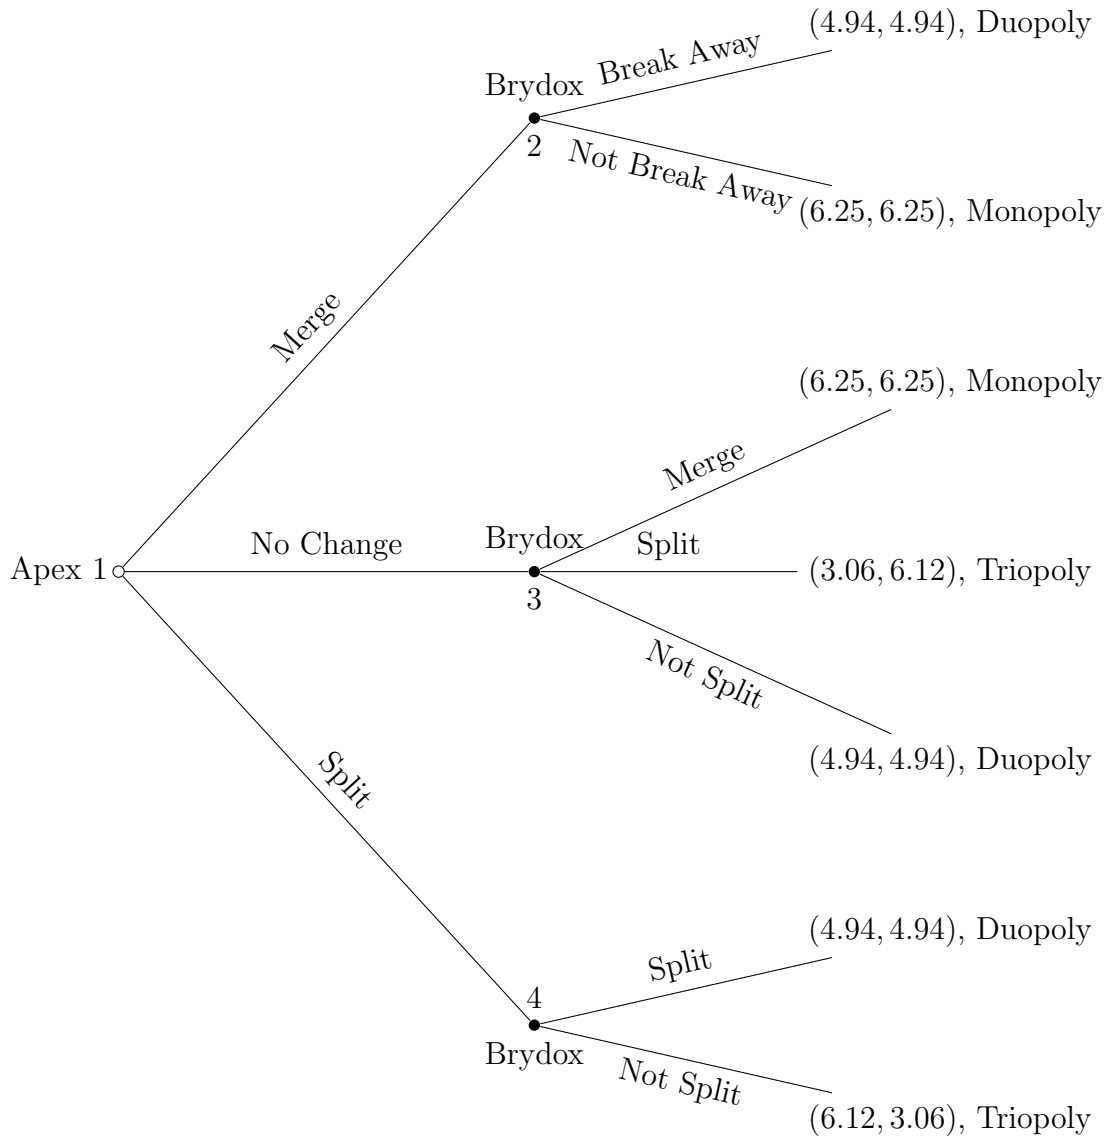 (4.94, 4.94), Duopoly
Break Away
Brydox
2
Not Break Away
(6.25, 6.25), Monopoly
Merge
(6.25, 6.25), Monopoly
Merge
No Change
Brydox
Split
Apex 1
(3.06, 6.12), Triopoly
3
Not Split
(4.94, 4.94), Duopoly
Split
(4.94, 4.94), Duopoly
Split
4
Brydox
Not Split
(6.12, 3.06), Triopoly